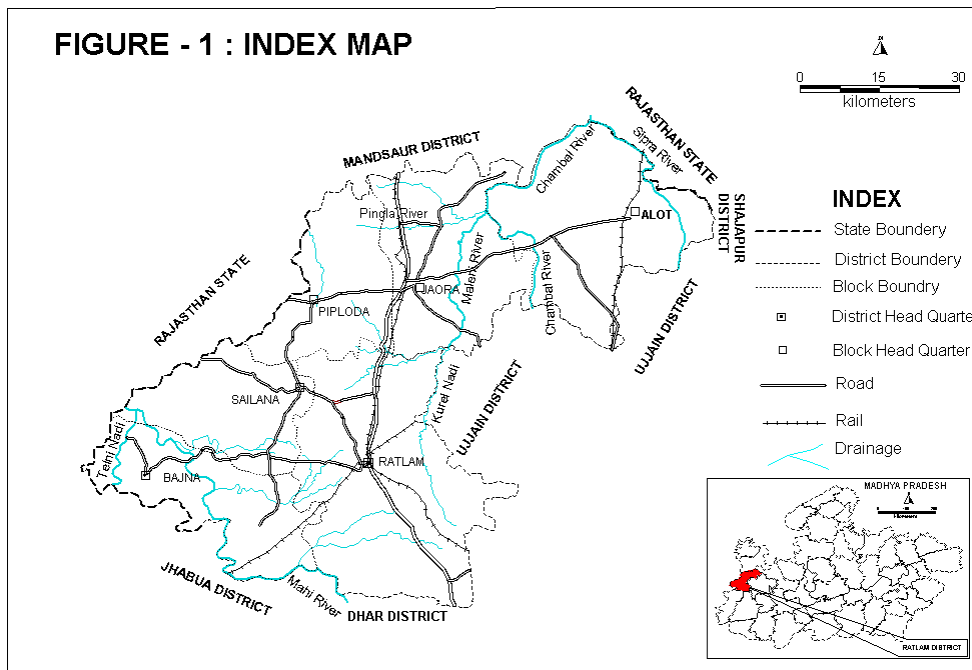 FIGURE - 1 : INDEX MAP
N
0 15 30
kilometers
RAJASTHAN STATE
Sipra River
Chambal River
MANDSAUR DISTRICT
Pingla River
ALOT
SHAJAPUR
DISTRICT
Maleni River
Chambal River
JAORA
PIPLODA
RAJASTHAN STATE
UJJAIN DISTRICT
UJJAIN DISTRICT
Kurel Nadi
SAILANA
RATLAM
Telni Nadi
BAJNA
JHABUA DISTRICT
Mahi River
DHAR DISTRICT
INDEX
State Boundery
District Boundery
Block Boundry
District Head Quarte
Block Head Quarter
Road
Rail
Drainage
MADHYA PRADESH
kilometers
RATLAM DISTRICT